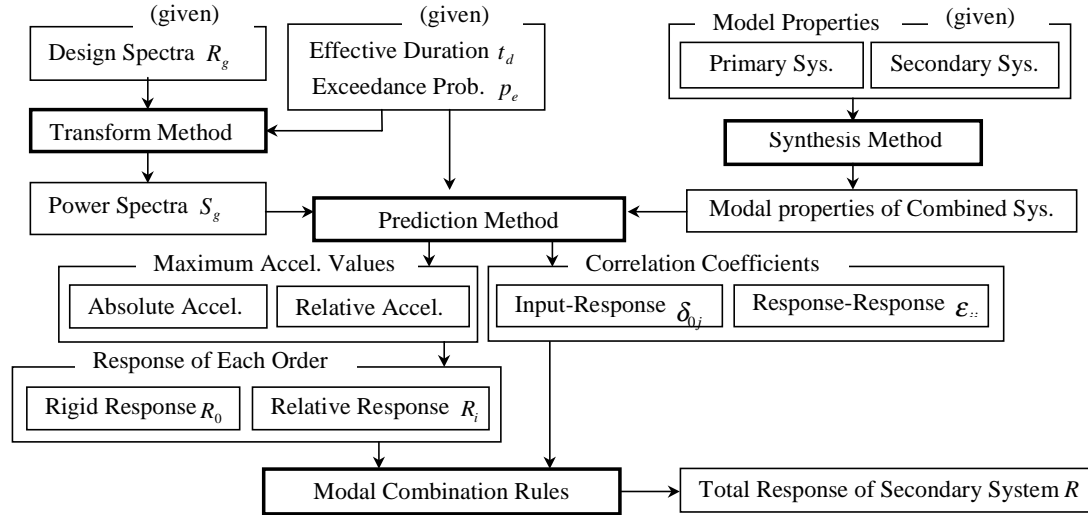 (given)
Design Spectra R_g
(given)
Effective Duration t_d
Exceedance Prob. p_e
Model Properties (given)
Primary Sys.
Secondary Sys.
Transform Method
Synthesis Method
Power Spectra S_g
Prediction Method
Modal properties of Combined Sys.
Maximum Accel. Values
Absolute Accel.
Relative Accel.
Correlation Coefficients
Input-Response δ_0j
Response-Response ε
Response of Each Order
Rigid Response R_0
Relative Response R_i
Modal Combination Rules
Total Response of Secondary System R